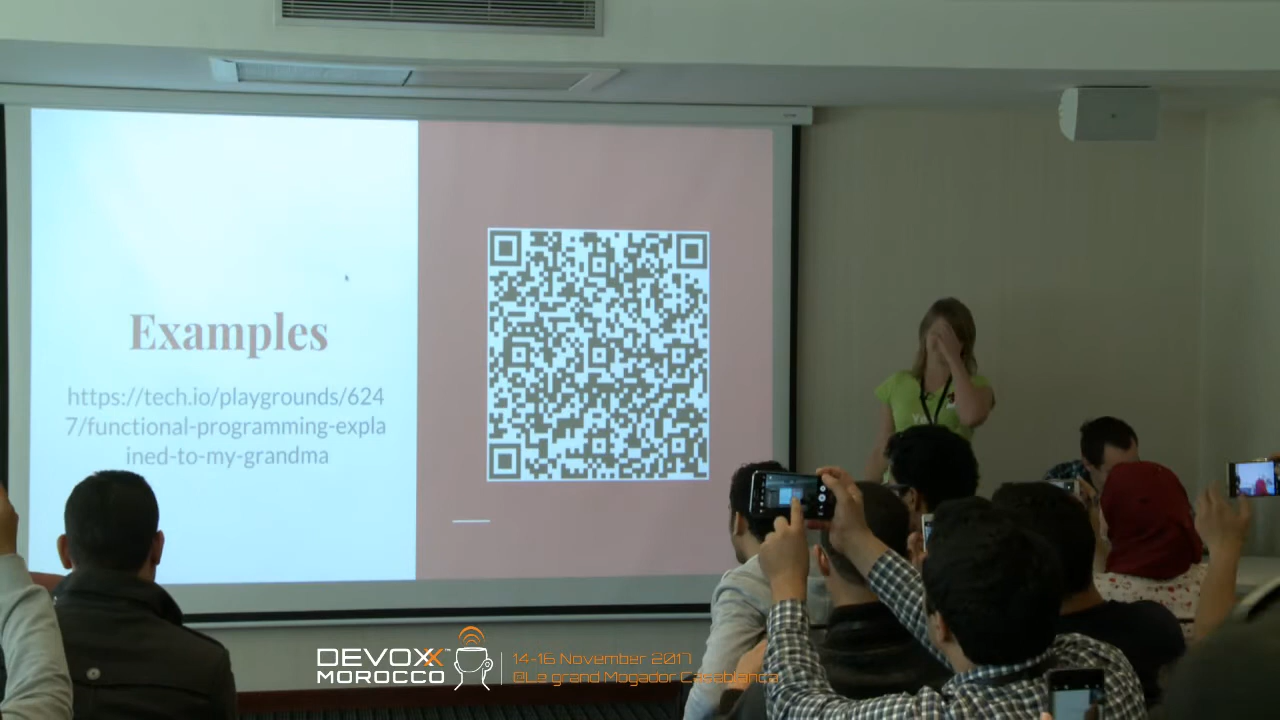 Examples
https://tech.io/playgrounds/624
7/functional-programming-expla
ined-to-my-grandma
DEVOXX
MOROCCO
14-16 November 2017
@Le grand Mogador Casablanca